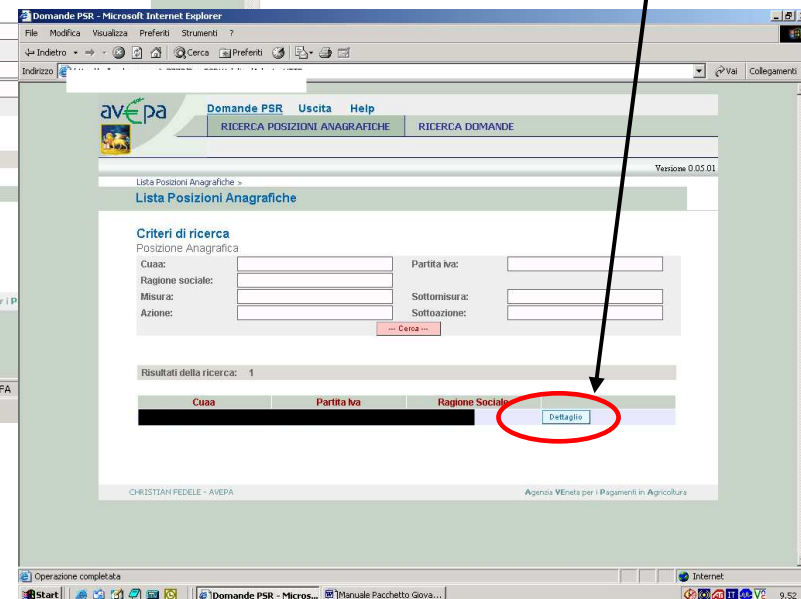 Domande PSR - Microsoft Internet Explorer
File Modifica Visualizza Preferiti Strumenti ?
Indietro Cerca Preferiti
Indirizzo Vai Collegamenti
av€pa Domande PSR Uscita Help
RICERCA POSIZIONI ANAGRAFICHE RICERCA DOMANDE
Versione 0.05.01
Lista Posizioni Anagrafiche »
Lista Posizioni Anagrafiche
Criteri di ricerca
Posizione Anagrafica
Cuaa: Partita iva:
Ragione sociale:
Misura: Sottomisura:
Azione: Sottoazione:
--- Cerca ---
r i P
Risultati della ricerca: 1
FA
Cuaa Partita Iva Ragione Sociale
Dettaglio
CHRISTIAN FEDELE - AVEPA Agenzia VEneta per i Pagamenti in Agricoltura
Operazione completata Internet
Start Domande PSR - Micros... Manuale Pacchetto Giova... IT 9.52